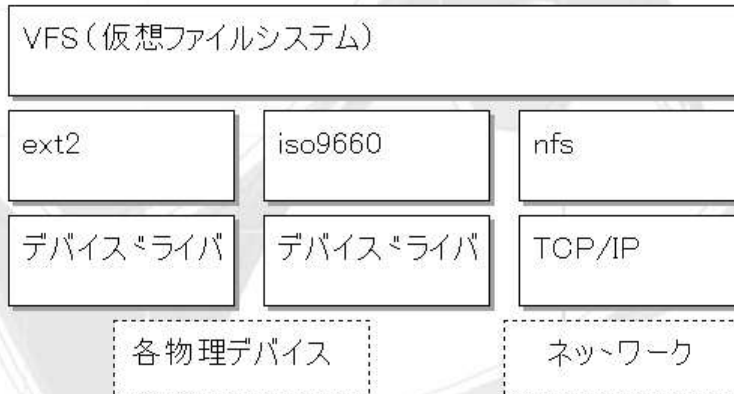 VFS(仮想ファイルシステム)
ext2
iso9660
nfs
デバイスドライバ
デバイスドライバ
TCP/IP
各物理デバイス
ネットワーク